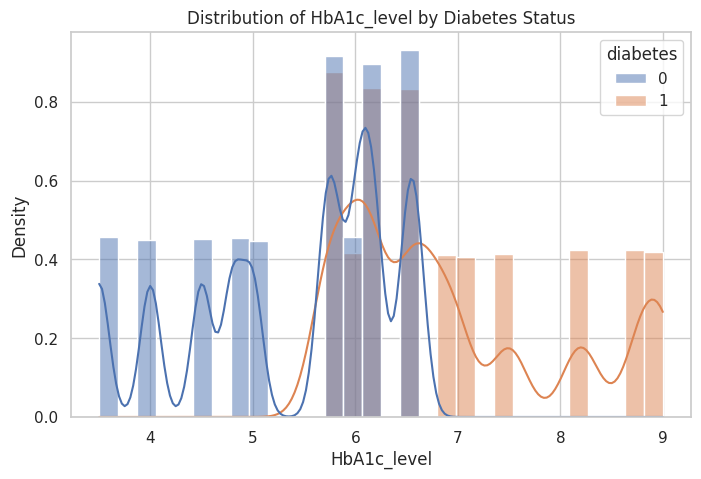 Distribution of HbA1c_level by Diabetes Status
diabetes
0
1
Density
0.8
0.6
0.4
0.2
0.0
4 5 6 7 8 9
HbA1c_level